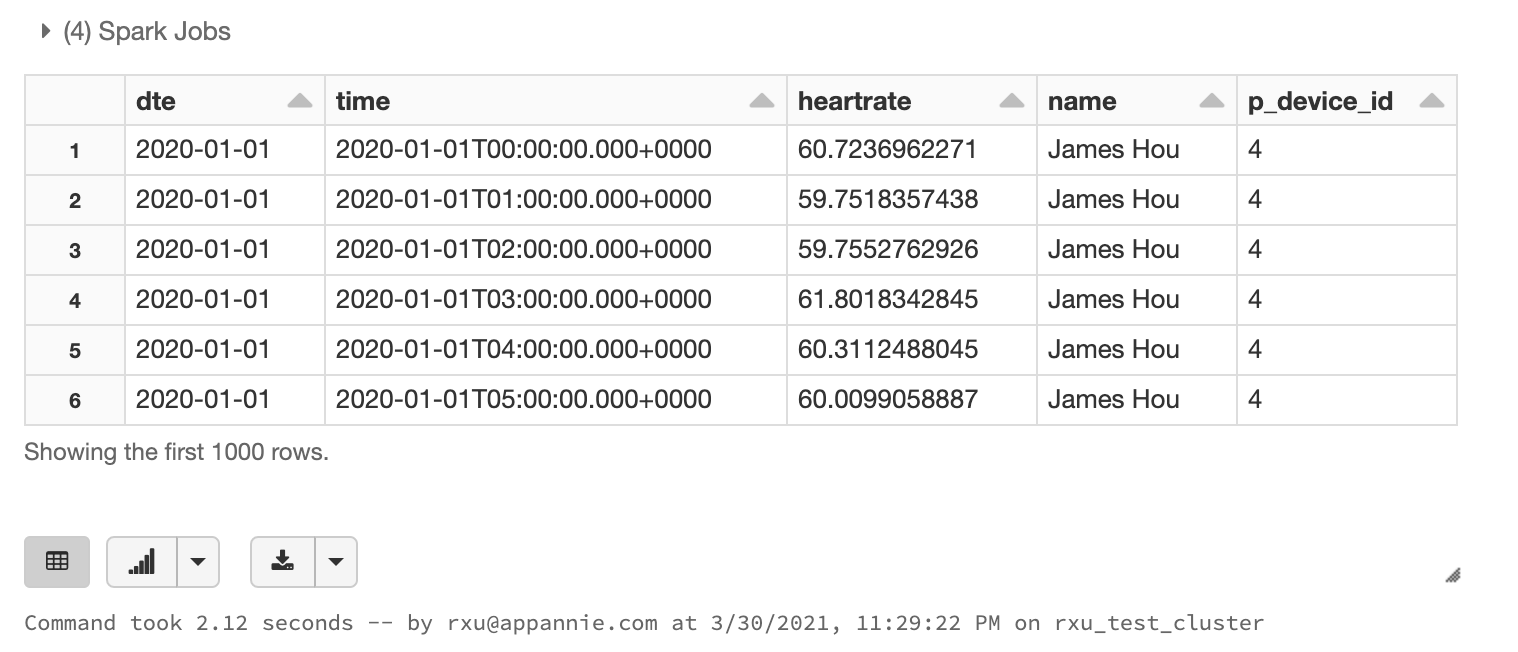 (4) Spark Jobs
dte time heartrate name p_device_id
1 2020-01-01 2020-01-01T00:00:00.000+0000 60.7236962271 James Hou 4
2 2020-01-01 2020-01-01T01:00:00.000+0000 59.7518357438 James Hou 4
3 2020-01-01 2020-01-01T02:00:00.000+0000 59.7552762926 James Hou 4
4 2020-01-01 2020-01-01T03:00:00.000+0000 61.8018342845 James Hou 4
5 2020-01-01 2020-01-01T04:00:00.000+0000 60.3112488045 James Hou 4
6 2020-01-01 2020-01-01T05:00:00.000+0000 60.0099058887 James Hou 4
Showing the first 1000 rows.
Command took 2.12 seconds -- by rxu@appannie.com at 3/30/2021, 11:29:22 PM on rxu_test_cluster